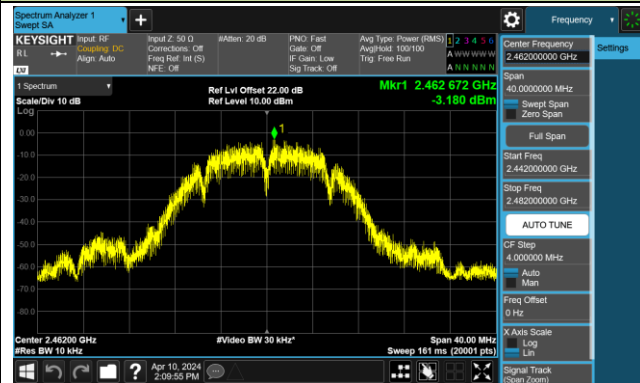 Spectrum Analyzer 1
Swept SA
+
Frequency
KEYSIGHT
RL
LXI
Input: RF
Coupling: DC
Align: Auto
Input Z: 50 Ω
Corrections: Off
Freq Ref: Int (S)
NFE: Off
#Atten: 20 dB
PNO: Fast
Gate: Off
IF Gain: Low
Sig Track: Off
Avg Type: Power (RMS)
Avg|Hold: 100/100
Trig: Free Run
1 2 3 4 5 6
A W W W W W
A N N N N N
1 Spectrum
Scale/Div 10 dB
Log
Ref Lvl Offset 22.00 dB
Ref Level 10.00 dBm
Mkr1 2.462 672 GHz
-3.180 dBm
1
0.00
-10.0
-20.0
-30.0
-40.0
-50.0
-60.0
-70.0
-80.0
Center 2.46200 GHz
#Res BW 10 kHz
#Video BW 30 kHz*
Span 40.00 MHz
Sweep 161 ms (20001 pts)
?
Apr 10, 2024
2:09:55 PM
Center Frequency
2.462000000 GHz
Span
40.0000000 MHz
Swept Span
Zero Span
Full Span
Start Freq
2.442000000 GHz
Stop Freq
2.482000000 GHz
AUTO TUNE
CF Step
4.000000 MHz
Auto
Man
Freq Offset
0 Hz
X Axis Scale
Log
Lin
Signal Track
(Span Zoom)
Settings